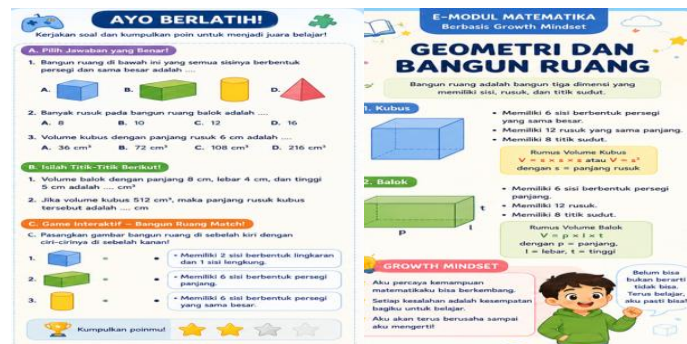 AYO BERLATIH!
Kerjakan soal dan kumpulkan poin untuk menjadi juara belajar!
A. Pilih Jawaban yang Benar!
1. Bangun ruang di bawah ini yang semua sisinya berbentuk
persegi dan sama besar adalah ....
A. B. C. D.
2. Banyak rusuk pada bangun ruang balok adalah ....
A. 8 B. 10 C. 12 D. 16
3. Volume kubus dengan panjang rusuk 6 cm adalah ....
A. 36 cm³ B. 72 cm³ C. 108 cm³ D. 216 cm³
B. Isilah Titik-Titik Berikut!
1. Volume balok dengan panjang 8 cm, lebar 4 cm, dan tinggi
5 cm adalah .... cm³
2. Jika volume kubus 512 cm³, maka panjang rusuk kubus
tersebut adalah .... cm
C. Game Interaktif – Bangun Ruang Match!
C. Pasangkan gambar bangun ruang di sebelah kiri dengan
ciri-cirinya di sebelah kanan!
1. • Memiliki 2 sisi berbentuk lingkaran
dan 1 sisi lengkung.
2. • Memiliki 6 sisi berbentuk persegi
panjang.
3. • Memiliki 6 sisi berbentuk persegi
yang sama besar.
Kumpulkan poinmu!
E-MODUL MATEMATIKA
Berbasis Growth Mindset
GEOMETRI DAN
BANGUN RUANG
Bangun ruang adalah bangun tiga dimensi yang
memiliki sisi, rusuk, dan titik sudut.
1. Kubus
• Memiliki 6 sisi berbentuk persegi
yang sama besar.
• Memiliki 12 rusuk yang sama panjang.
• Memiliki 8 titik sudut.
Rumus Volume Kubus
V = s × s × s atau V = s³
dengan s = panjang rusuk
2. Balok
p l t
• Memiliki 6 sisi berbentuk persegi
panjang.
• Memiliki 12 rusuk.
• Memiliki 8 titik sudut.
Rumus Volume Balok
V = p × l × t
dengan p = panjang,
l = lebar, t = tinggi
GROWTH MINDSET
Aku percaya kemampuan
matematikaku bisa berkembang.
Setiap kesalahan adalah kesempatan
bagiku untuk belajar.
Aku akan terus berusaha sampai
aku mengerti!
Belum bisa
bukan berarti
tidak bisa.
Terus belajar,
aku pasti bisa!